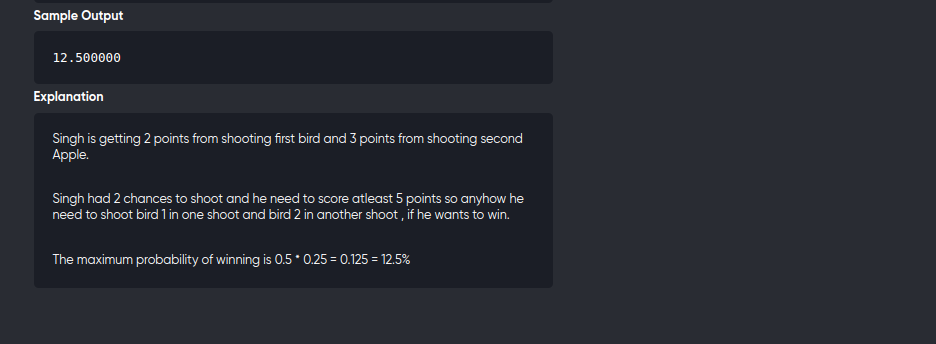 Sample Output
12.500000
Explanation
Singh is getting 2 points from shooting first bird and 3 points from shooting second
Apple.
Singh had 2 chances to shoot and he need to score atleast 5 points so anyhow he
need to shoot bird 1 in one shoot and bird 2 in another shoot , if he wants to win.
The maximum probability of winning is 0.5 * 0.25 = 0.125 = 12.5%